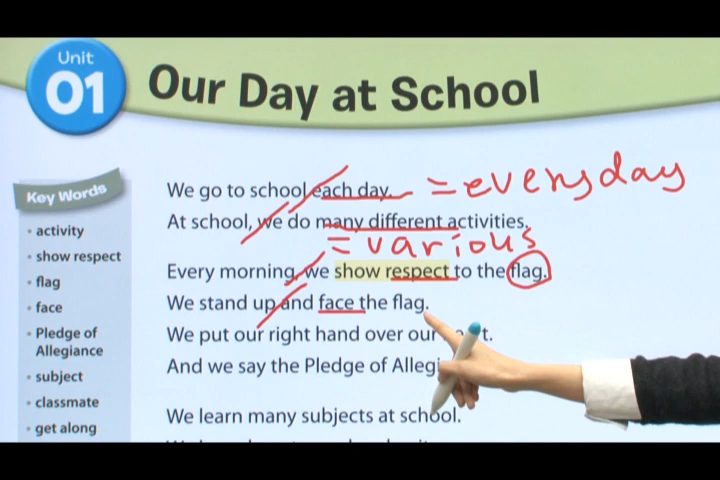 Unit
01
Our Day at School
Key Words
• activity
• show respect
• flag
• face
• Pledge of
Allegiance
• subject
• classmate
• get along
We go to school each day. = everyday
At school, we do many different activities.
= various
Every morning, we show respect to the flag.
We stand up and face the flag.
We put our right hand over our
And we say the Pledge of
We learn many subjects at school.